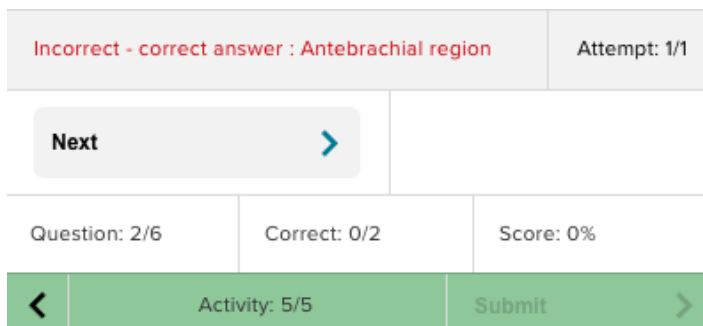 Incorrect - correct answer : Antebrachial region Attempt: 1/1
Next
Question: 2/6 Correct: 0/2 Score: 0%
Activity: 5/5 Submit